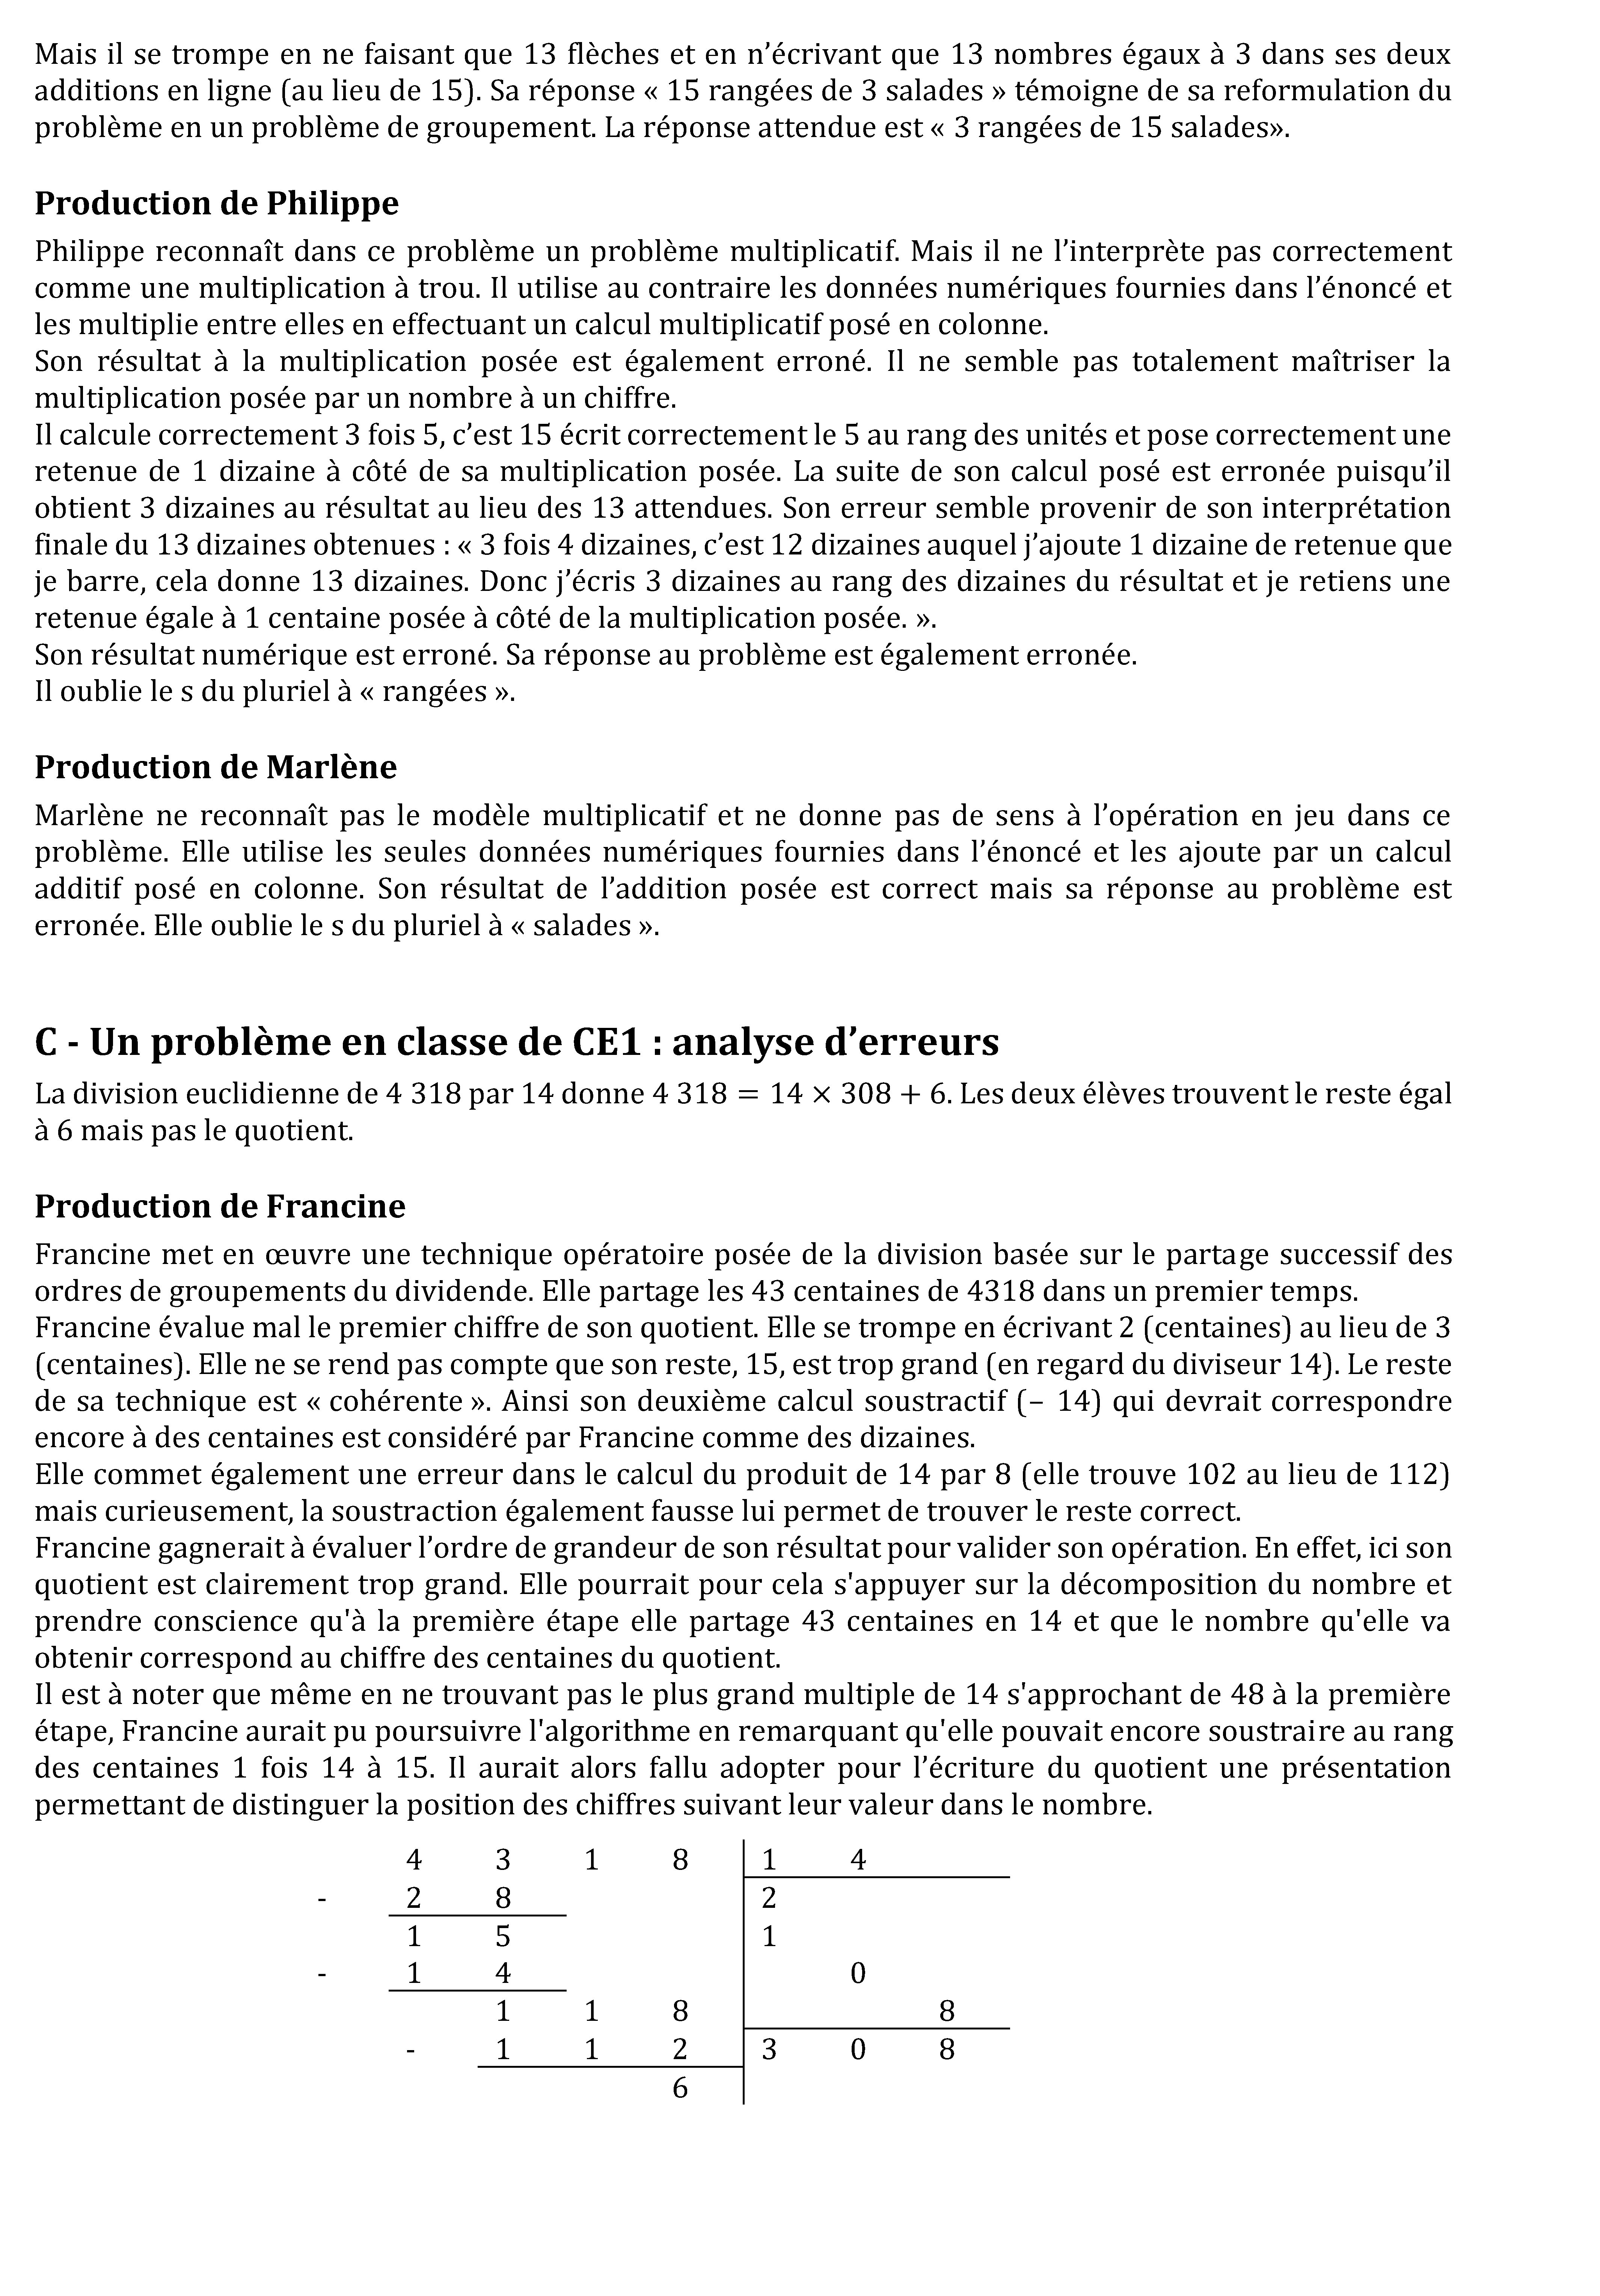 Mais il se trompe en ne faisant que 13 flèches et en n’écrivant que 13 nombres égaux à 3 dans ses deux
additions en ligne (au lieu de 15). Sa réponse « 15 rangées de 3 salades » témoigne de sa reformulation du
problème en un problème de groupement. La réponse attendue est « 3 rangées de 15 salades».
Production de Philippe
Philippe reconnaît dans ce problème un problème multiplicatif. Mais il ne l’interprète pas correctement
comme une multiplication à trou. Il utilise au contraire les données numériques fournies dans l’énoncé et
les multiplie entre elles en effectuant un calcul multiplicatif posé en colonne.
Son résultat à la multiplication posée est également erroné. Il ne semble pas totalement maîtriser la
multiplication posée par un nombre à un chiffre.
Il calcule correctement 3 fois 5, c’est 15 écrit correctement le 5 au rang des unités et pose correctement une
retenue de 1 dizaine à côté de sa multiplication posée. La suite de son calcul posé est erronée puisqu’il
obtient 3 dizaines au résultat au lieu des 13 attendues. Son erreur semble provenir de son interprétation
finale du 13 dizaines obtenues : « 3 fois 4 dizaines, c’est 12 dizaines auquel j’ajoute 1 dizaine de retenue que
je barre, cela donne 13 dizaines. Donc j’écris 3 dizaines au rang des dizaines du résultat et je retiens une
retenue égale à 1 centaine posée à côté de la multiplication posée. ».
Son résultat numérique est erroné. Sa réponse au problème est également erronée.
Il oublie le s du pluriel à « rangées ».
Production de Marlène
Marlène ne reconnaît pas le modèle multiplicatif et ne donne pas de sens à l’opération en jeu dans ce
problème. Elle utilise les seules données numériques fournies dans l’énoncé et les ajoute par un calcul
additif posé en colonne. Son résultat de l’addition posée est correct mais sa réponse au problème est
erronée. Elle oublie le s du pluriel à « salades ».
C - Un problème en classe de CE1 : analyse d’erreurs
La division euclidienne de 4 318 par 14 donne 4 318 = 14 × 308 + 6. Les deux élèves trouvent le reste égal
à 6 mais pas le quotient.
Production de Francine
Francine met en œuvre une technique opératoire posée de la division basée sur le partage successif des
ordres de groupements du dividende. Elle partage les 43 centaines de 4318 dans un premier temps.
Francine évalue mal le premier chiffre de son quotient. Elle se trompe en écrivant 2 (centaines) au lieu de 3
(centaines). Elle ne se rend pas compte que son reste, 15, est trop grand (en regard du diviseur 14). Le reste
de sa technique est « cohérente ». Ainsi son deuxième calcul soustractif (– 14) qui devrait correspondre
encore à des centaines est considéré par Francine comme des dizaines.
Elle commet également une erreur dans le calcul du produit de 14 par 8 (elle trouve 102 au lieu de 112)
mais curieusement, la soustraction également fausse lui permet de trouver le reste correct.
Francine gagnerait à évaluer l’ordre de grandeur de son résultat pour valider son opération. En effet, ici son
quotient est clairement trop grand. Elle pourrait pour cela s'appuyer sur la décomposition du nombre et
prendre conscience qu'à la première étape elle partage 43 centaines en 14 et que le nombre qu'elle va
obtenir correspond au chiffre des centaines du quotient.
Il est à noter que même en ne trouvant pas le plus grand multiple de 14 s'approchant de 48 à la première
étape, Francine aurait pu poursuivre l'algorithme en remarquant qu'elle pouvait encore soustraire au rang
des centaines 1 fois 14 à 15. Il aurait alors fallu adopter pour l’écriture du quotient une présentation
permettant de distinguer la position des chiffres suivant leur valeur dans le nombre.
4 3 1 8 1 4
- 2 8 2
1 5 1
- 1 4 0
1 1 8 8
- 1 1 2 3 0 8
6